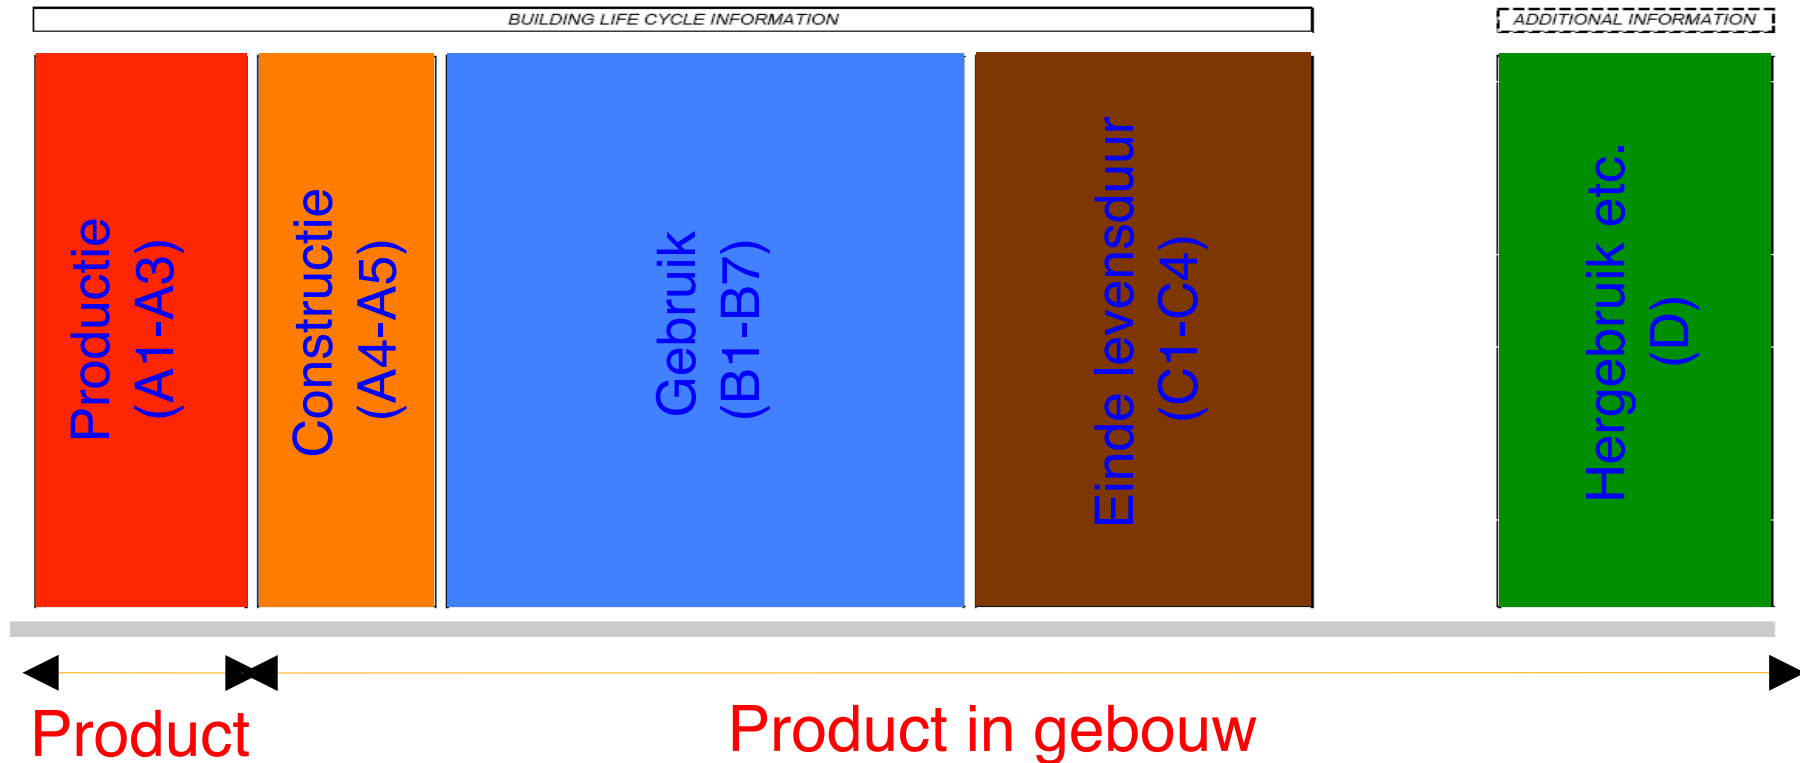 BUILDING LIFE CYCLE INFORMATION
ADDITIONAL INFORMATION
Productie
(A1-A3)
Constructie
(A4-A5)
Gebruik
(B1-B7)
Einde levensduur
(C1-C4)
Hergebruik etc.
(D)
Product
Product in gebouw